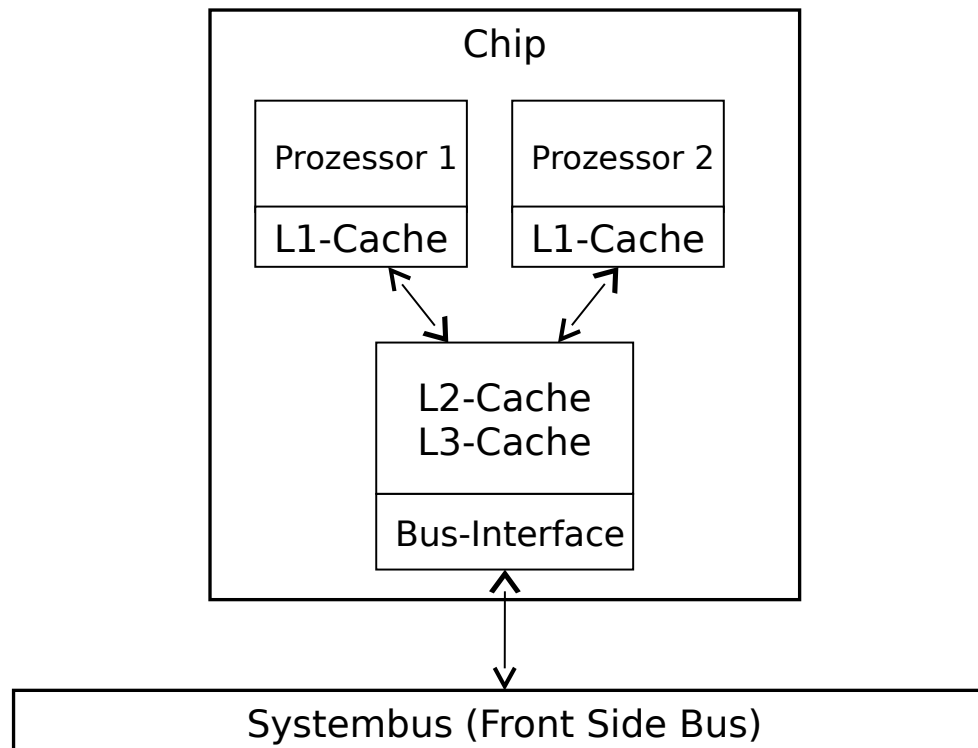 Chip
Prozessor 1
Prozessor 2
L1-Cache
L1-Cache
L2-Cache
L3-Cache
Bus-Interface
Systembus (Front Side Bus)